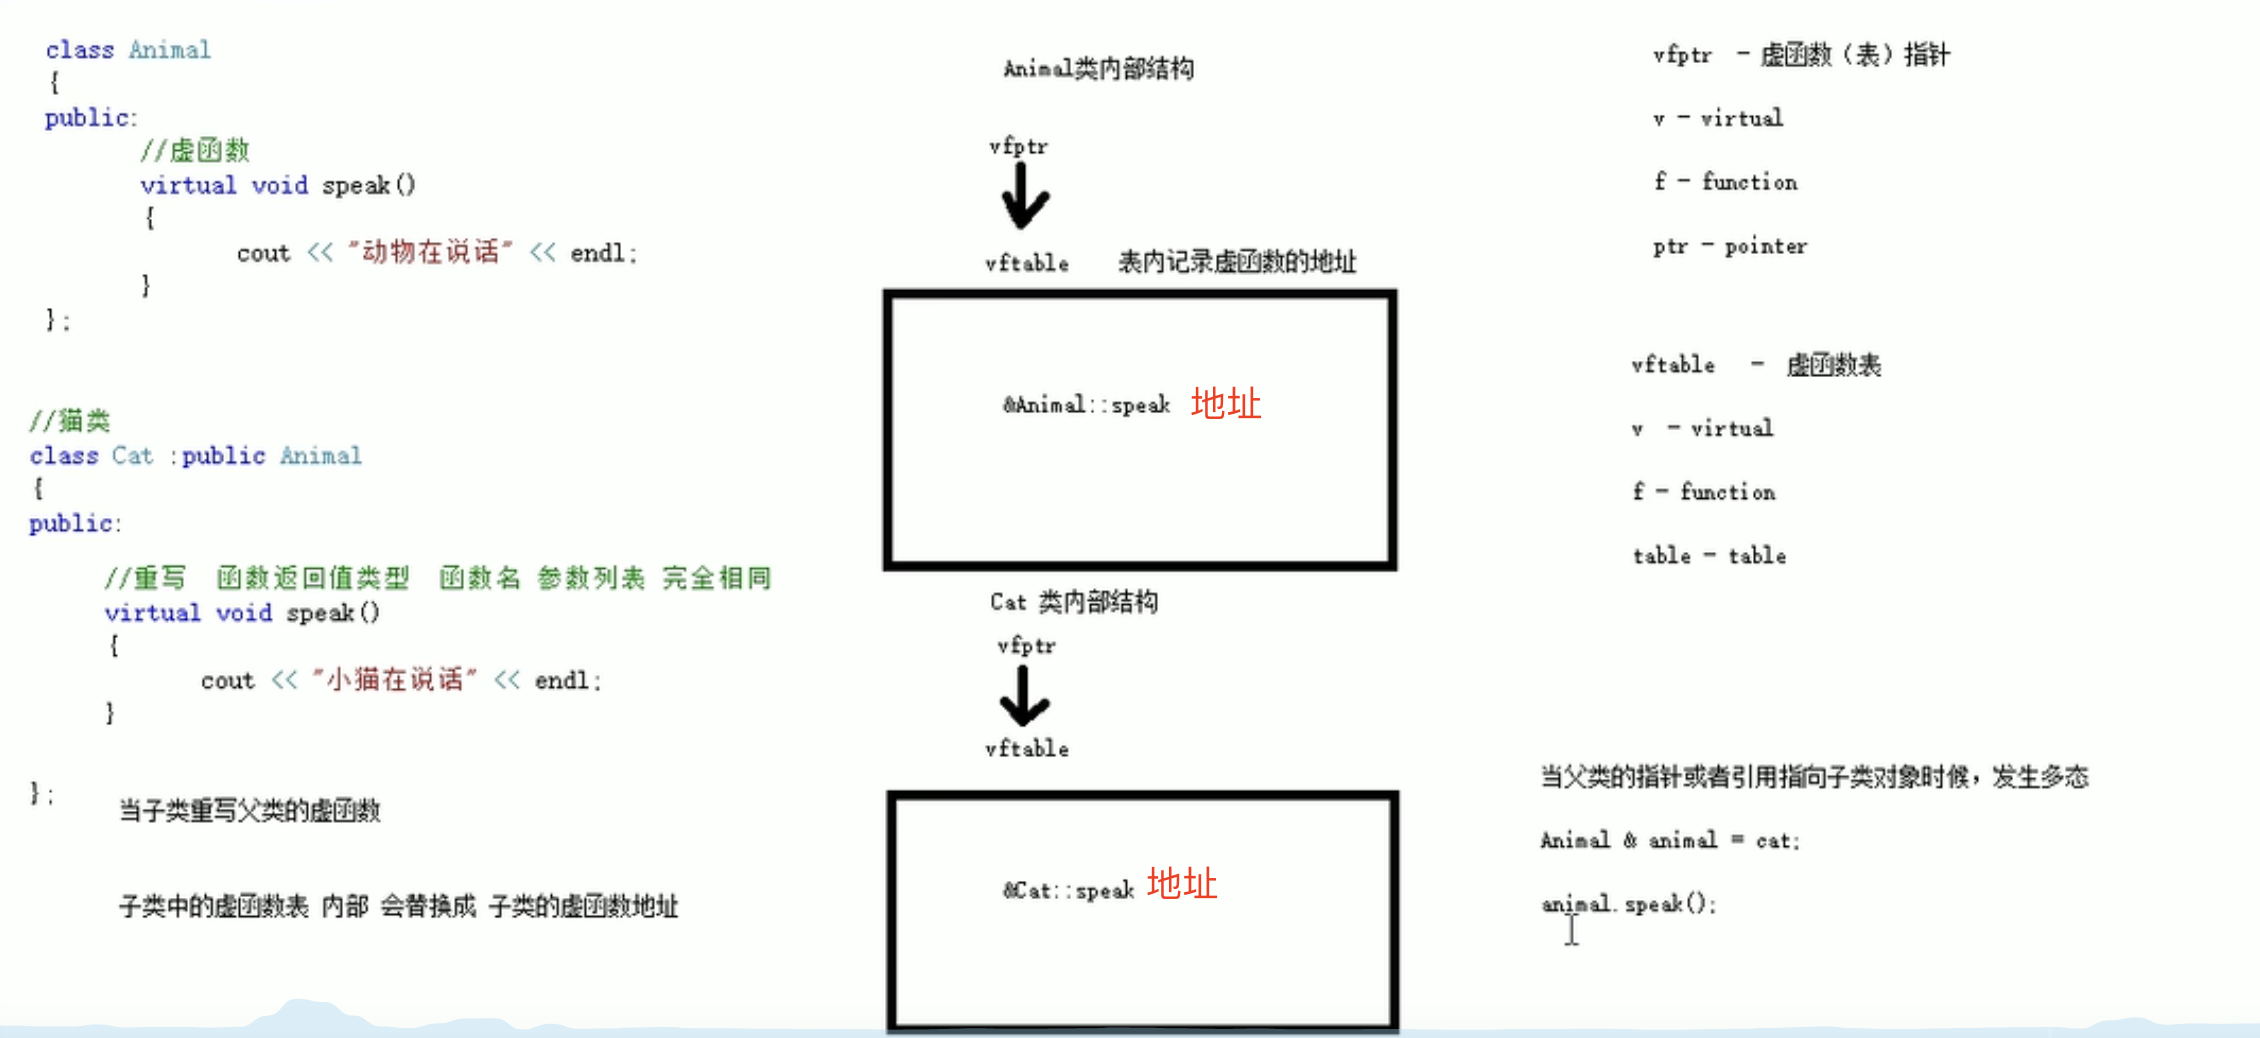 class Animal
{
public:
//虚函数
virtual void speak()
{
cout << "动物在说话" << endl;
}
};
//猫类
class Cat :public Animal
{
public:
//重写 函数返回值类型 函数名 参数列表 完全相同
virtual void speak()
{
cout << "小猫在说话" << endl;
}
};
当子类重写父类的虚函数
子类中的虚函数表 内部 会替换成 子类的虚函数地址
Animal类内部结构
vfptr
vftable 表内记录虚函数的地址
&Animal::speak 地址
Cat 类内部结构
vfptr
vftable
&Cat::speak 地址
vfptr - 虚函数（表）指针
v - virtual
f - function
ptr - pointer
vftable - 虚函数表
v - virtual
f - function
table - table
当父类的指针或者引用指向子类对象时候，发生多态
Animal & animal = cat;
animal.speak();